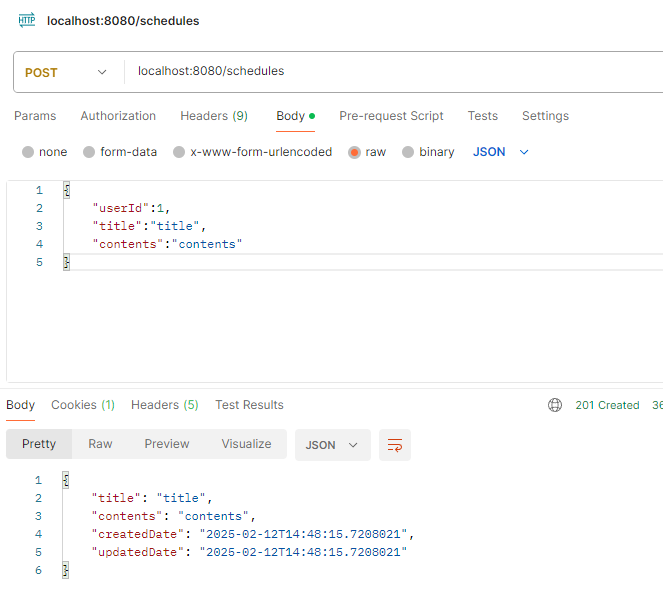 HTTP localhost:8080/schedules
POST localhost:8080/schedules
Params Authorization Headers (9) Body Pre-request Script Tests Settings
none form-data x-www-form-urlencoded raw binary JSON
1 {
2 "userId":1,
3 "title":"title",
4 "contents":"contents"
5 }
Body Cookies (1) Headers (5) Test Results 201 Created 36
Pretty Raw Preview Visualize JSON
1 {
2 "title": "title",
3 "contents": "contents",
4 "createdDate": "2025-02-12T14:48:15.7208021",
5 "updatedDate": "2025-02-12T14:48:15.7208021"
6 }